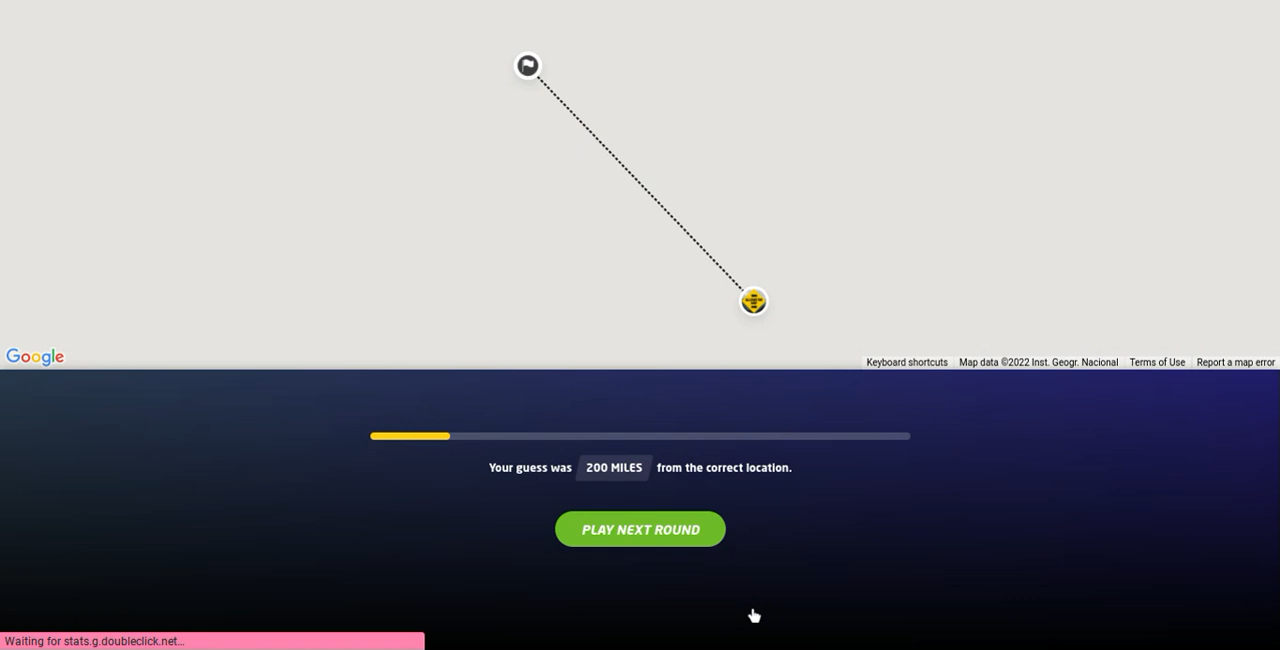 Google
Keyboard shortcuts
Map data ©2022 Inst. Geogr. Nacional
Terms of Use
Report a map error
Your guess was 200 MILES from the correct location.
PLAY NEXT ROUND
Waiting for stats.g.doubleclick.net...